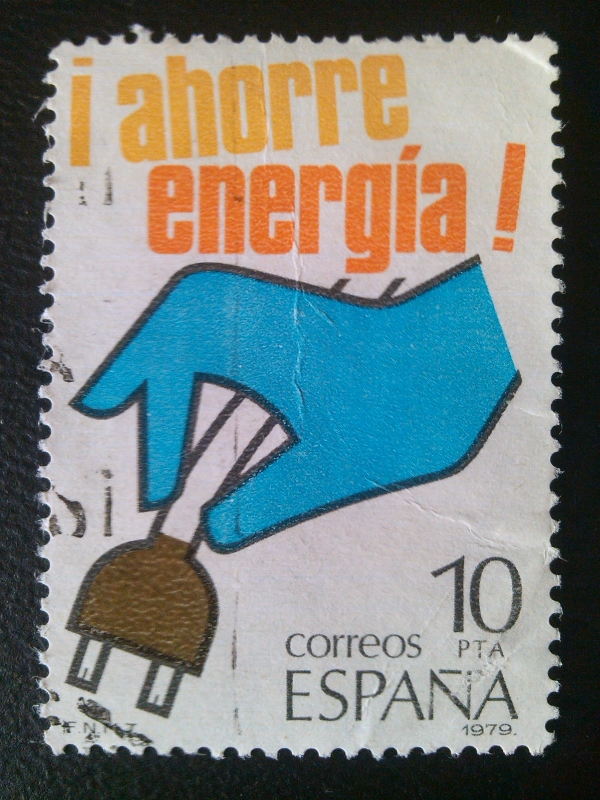 ¡ ahorre
energía !
10
correos PTA
ESPAÑA
F.N.M.T. 1979.